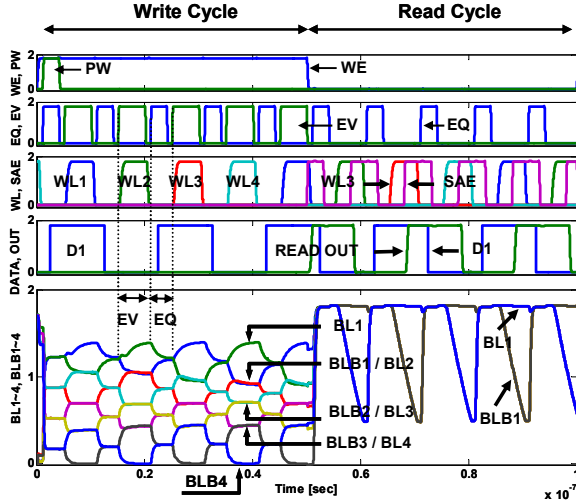 Write Cycle Read Cycle
WE, PW
2
0
PW
WE
EQ, EV
2
0
EV
EQ
WL, SAE
2
0
WL1
WL2
WL3
WL4
WL3
SAE
DATA, OUT
2
0
D1
READ OUT
D1
BL1~4, BLB1~4
2
1
0
EV EQ
BL1
BLB1 / BL2
BLB2 / BL3
BLB3 / BL4
BL1
BLB1
0 0.2 0.4 0.6 0.8 1
BLB4
Time [sec]
x 10⁻⁷